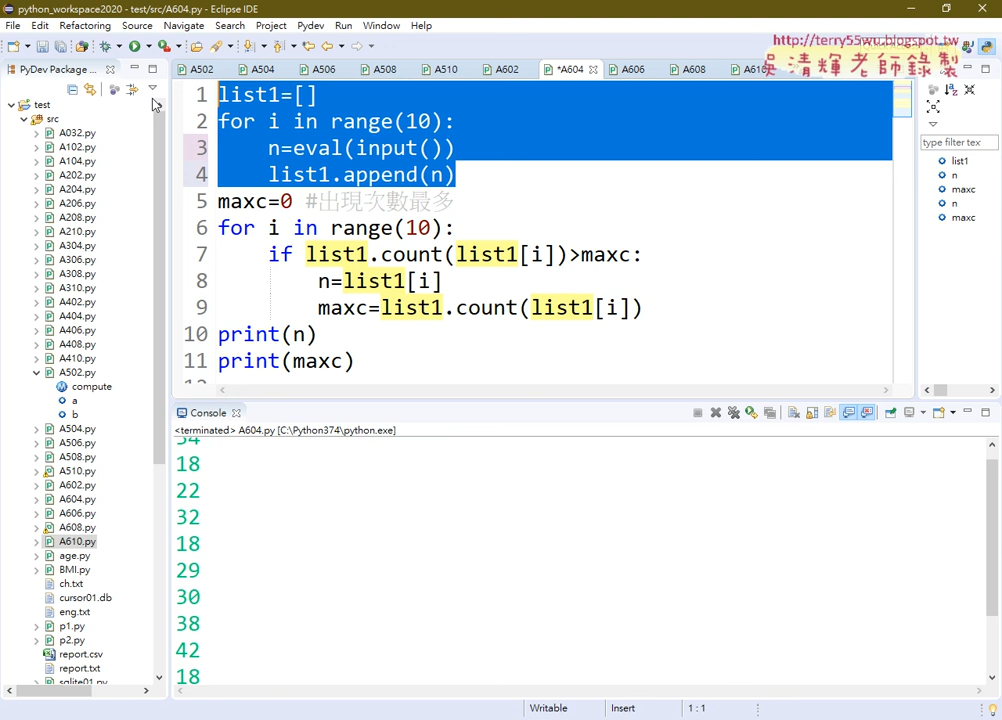 python_workspace2020 - test/src/A604.py - Eclipse IDE
File Edit Refactoring Source Navigate Search Project Pydev Run Window Help
http://terry55wu.blogspot.tw
吳清輝老師錄製
PyDev Package ...
A502 A504 A506 A508 A510 A602 *A604 A606 A608
test
src
A032.py
A102.py
A104.py
A202.py
A204.py
A206.py
A208.py
A210.py
A304.py
A306.py
A308.py
A310.py
A402.py
A404.py
A406.py
A408.py
A410.py
A502.py
compute
a
b
A504.py
A506.py
A508.py
A510.py
A602.py
A604.py
A606.py
A608.py
A610.py
age.py
BMI.py
ch.txt
cursor01.db
eng.txt
p1.py
p2.py
report.csv
report.txt
sqlite01.py
1 list1=[]
2 for i in range(10):
3 n=eval(input())
4 list1.append(n)
5 maxc=0 #出現次數最多
6 for i in range(10):
7 if list1.count(list1[i])>maxc:
8 n=list1[i]
9 maxc=list1.count(list1[i])
10 print(n)
11 print(maxc)
12
type filter tex
list1
n
maxc
n
maxc
Console
<terminated> A604.py [C:\Python374\python.exe]
34
18
22
32
18
29
30
38
42
18
Writable Insert 1 : 1